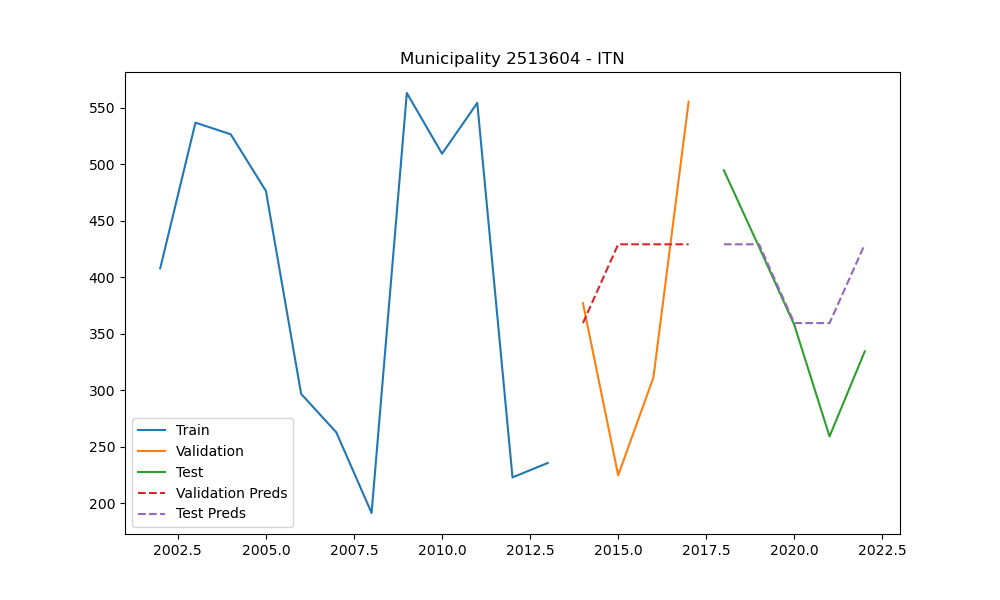 Municipality 2513604 - ITN
550
500
450
400
350
300
250
200
Train
Validation
Test
Validation Preds
Test Preds
2002.5 2005.0 2007.5 2010.0 2012.5 2015.0 2017.5 2020.0 2022.5